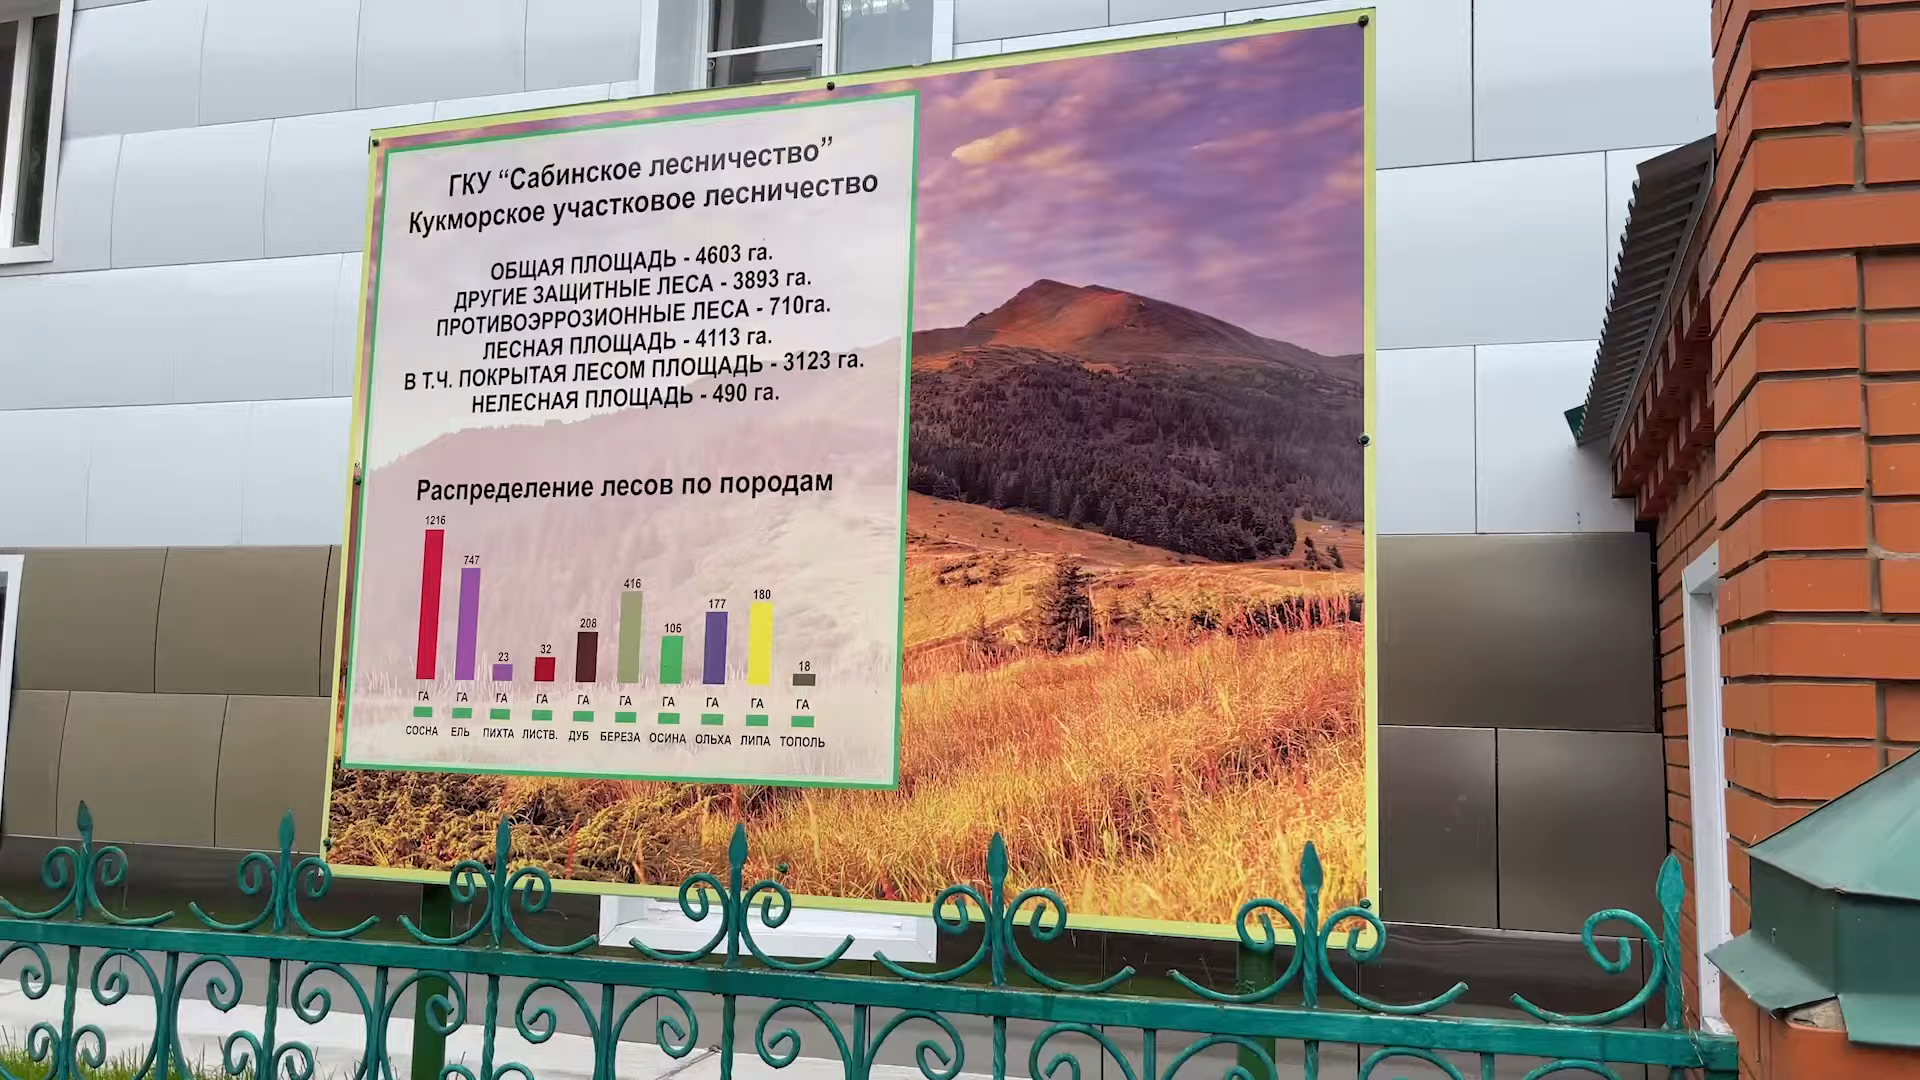 ГКУ “Сабинское лесничество”
Кукморское участковое лесничество
ОБЩАЯ ПЛОЩАДЬ - 4603 га.
ДРУГИЕ ЗАЩИТНЫЕ ЛЕСА - 3893 га.
ПРОТИВОЭРРОЗИОННЫЕ ЛЕСА - 710га.
ЛЕСНАЯ ПЛОЩАДЬ - 4113 га.
В Т.Ч. ПОКРЫТАЯ ЛЕСОМ ПЛОЩАДЬ - 3123 га.
НЕЛЕСНАЯ ПЛОЩАДЬ - 490 га.
Распределение лесов по породам
1216 747 23 32 208 416 106 177 180 18
ГА ГА ГА ГА ГА ГА ГА ГА ГА ГА
СОСНА ЕЛЬ ПИХТА ЛИСТВ. ДУБ БЕРЕЗА ОСИНА ОЛЬХА ЛИПА ТОПОЛЬ